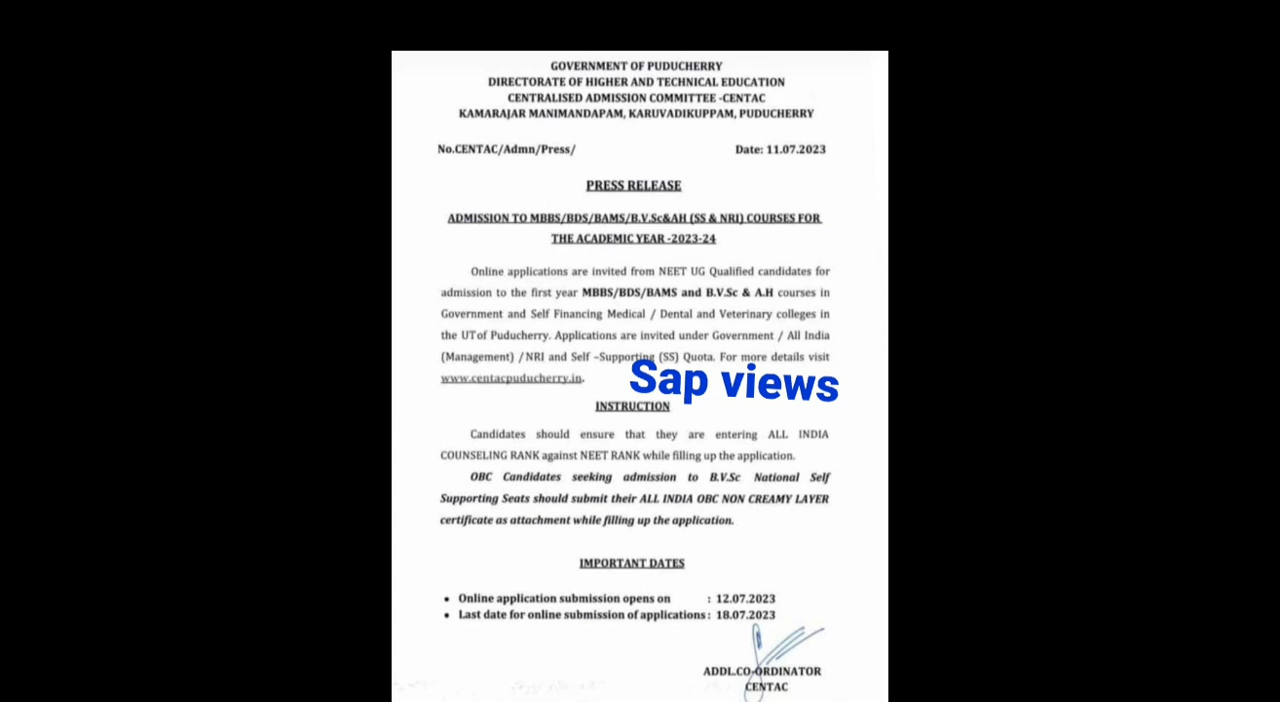 GOVERNMENT OF PUDUCHERRY
DIRECTORATE OF HIGHER AND TECHNICAL EDUCATION
CENTRALISED ADMISSION COMMITTEE -CENTAC
KAMARAJAR MANIMANDAPAM, KARUVADIKUPPAM, PUDUCHERRY
No.CENTAC/Admn/Press/ Date: 11.07.2023
PRESS RELEASE
ADMISSION TO MBBS/BDS/BAMS/B.V.Sc&AH (SS & NRI) COURSES FOR
THE ACADEMIC YEAR -2023-24
Online applications are invited from NEET UG Qualified candidates for
admission to the first year MBBS/BDS/BAMS and B.V.Sc & A.H courses in
Government and Self Financing Medical / Dental and Veterinary colleges in
the UTof Puducherry. Applications are invited under Government / All India
(Management) /NRI and Self –Supporting (SS) Quota. For more details visit
www.centacpuducherry.in.
Sap views
INSTRUCTION
Candidates should ensure that they are entering ALL INDIA
COUNSELING RANK against NEET RANK while filling up the application.
OBC Candidates seeking admission to B.V.Sc National Self
Supporting Seats should submit their ALL INDIA OBC NON CREAMY LAYER
certificate as attachment while filling up the application.
IMPORTANT DATES
• Online application submission opens on : 12.07.2023
• Last date for online submission of applications : 18.07.2023
ADDL.CO-ORDINATOR
CENTAC